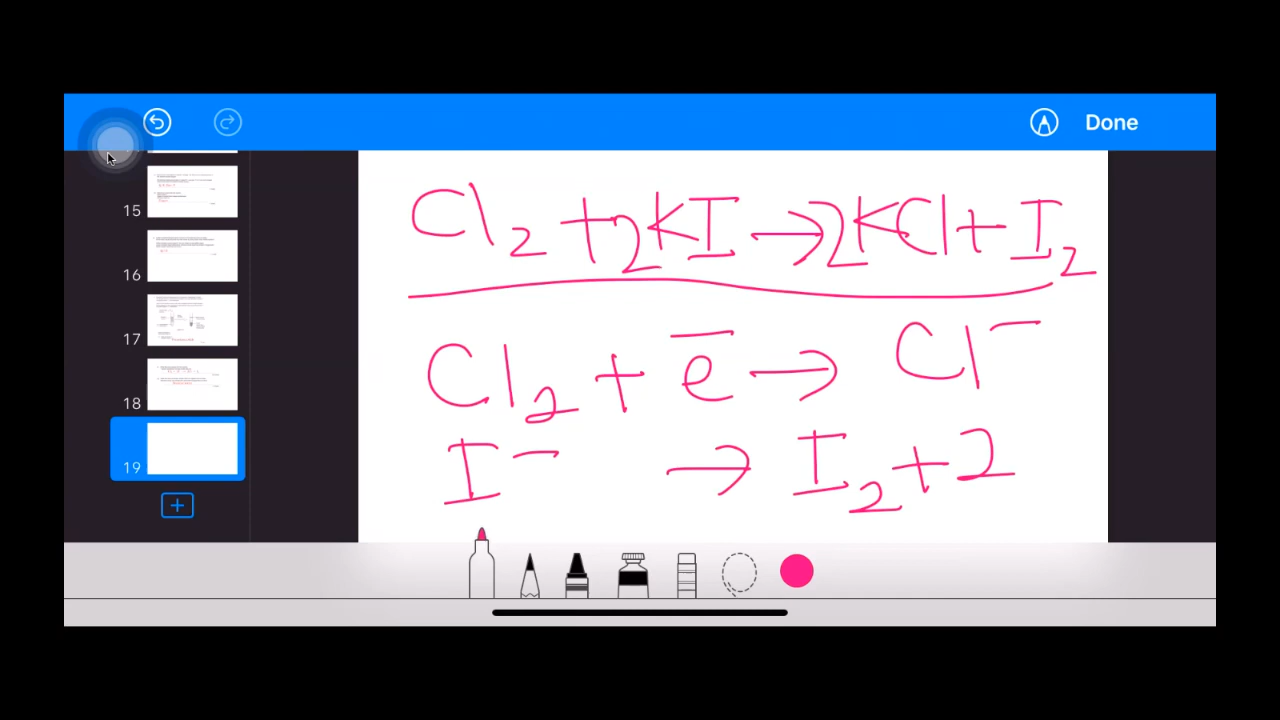 Done
15
16
17
18
19
Cl₂ + 2KI → 2KCl + I₂
Cl₂ + e̅ → Cl⁻
I⁻ → I₂ + 2